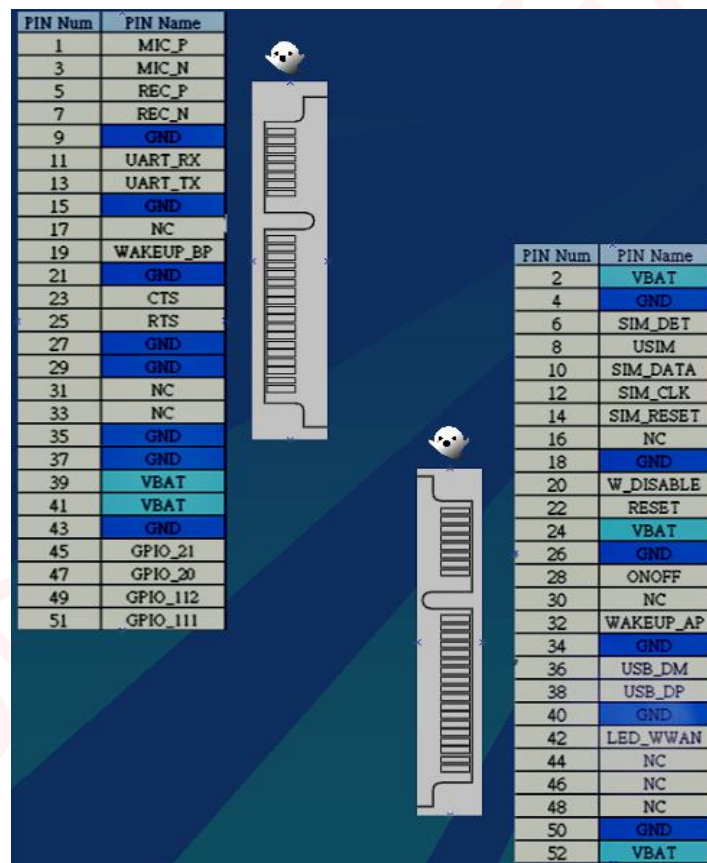 PIN Num PIN Name
1 MIC_P
3 MIC_N
5 REC_P
7 REC_N
9 GND
11 UART_RX
13 UART_TX
15 GND
17 NC
19 WAKEUP_BP
21 GND
23 CTS
25 RTS
27 GND
29 GND
31 NC
33 NC
35 GND
37 GND
39 VBAT
41 VBAT
43 GND
45 GPIO_21
47 GPIO_20
49 GPIO_112
51 GPIO_111
PIN Num PIN Name
2 VBAT
4 GND
6 SIM_DET
8 USIM
10 SIM_DATA
12 SIM_CLK
14 SIM_RESET
16 NC
18 GND
20 W_DISABLE
22 RESET
24 VBAT
26 GND
28 ONOFF
30 NC
32 WAKEUP_AP
34 GND
36 USB_DM
38 USB_DP
40 GND
42 LED_WWAN
44 NC
46 NC
48 NC
50 GND
52 VBAT